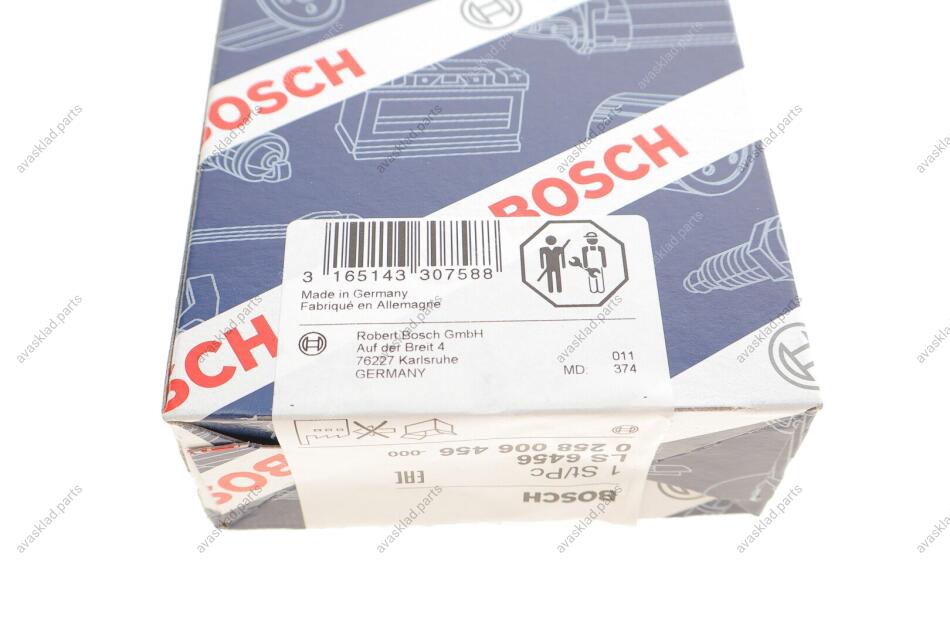 BOSCH
BOSCH
BOSCH
3 165143 307588
Made in Germany
Fabriqué en Allemagne
Robert Bosch GmbH
Auf der Breit 4
76227 Karlsruhe
GERMANY
011
MD: 374
0 258 006 456 -000
LS 6456
1 St/Pc
EAC
BOSCH
BOSCH
avasklad.parts